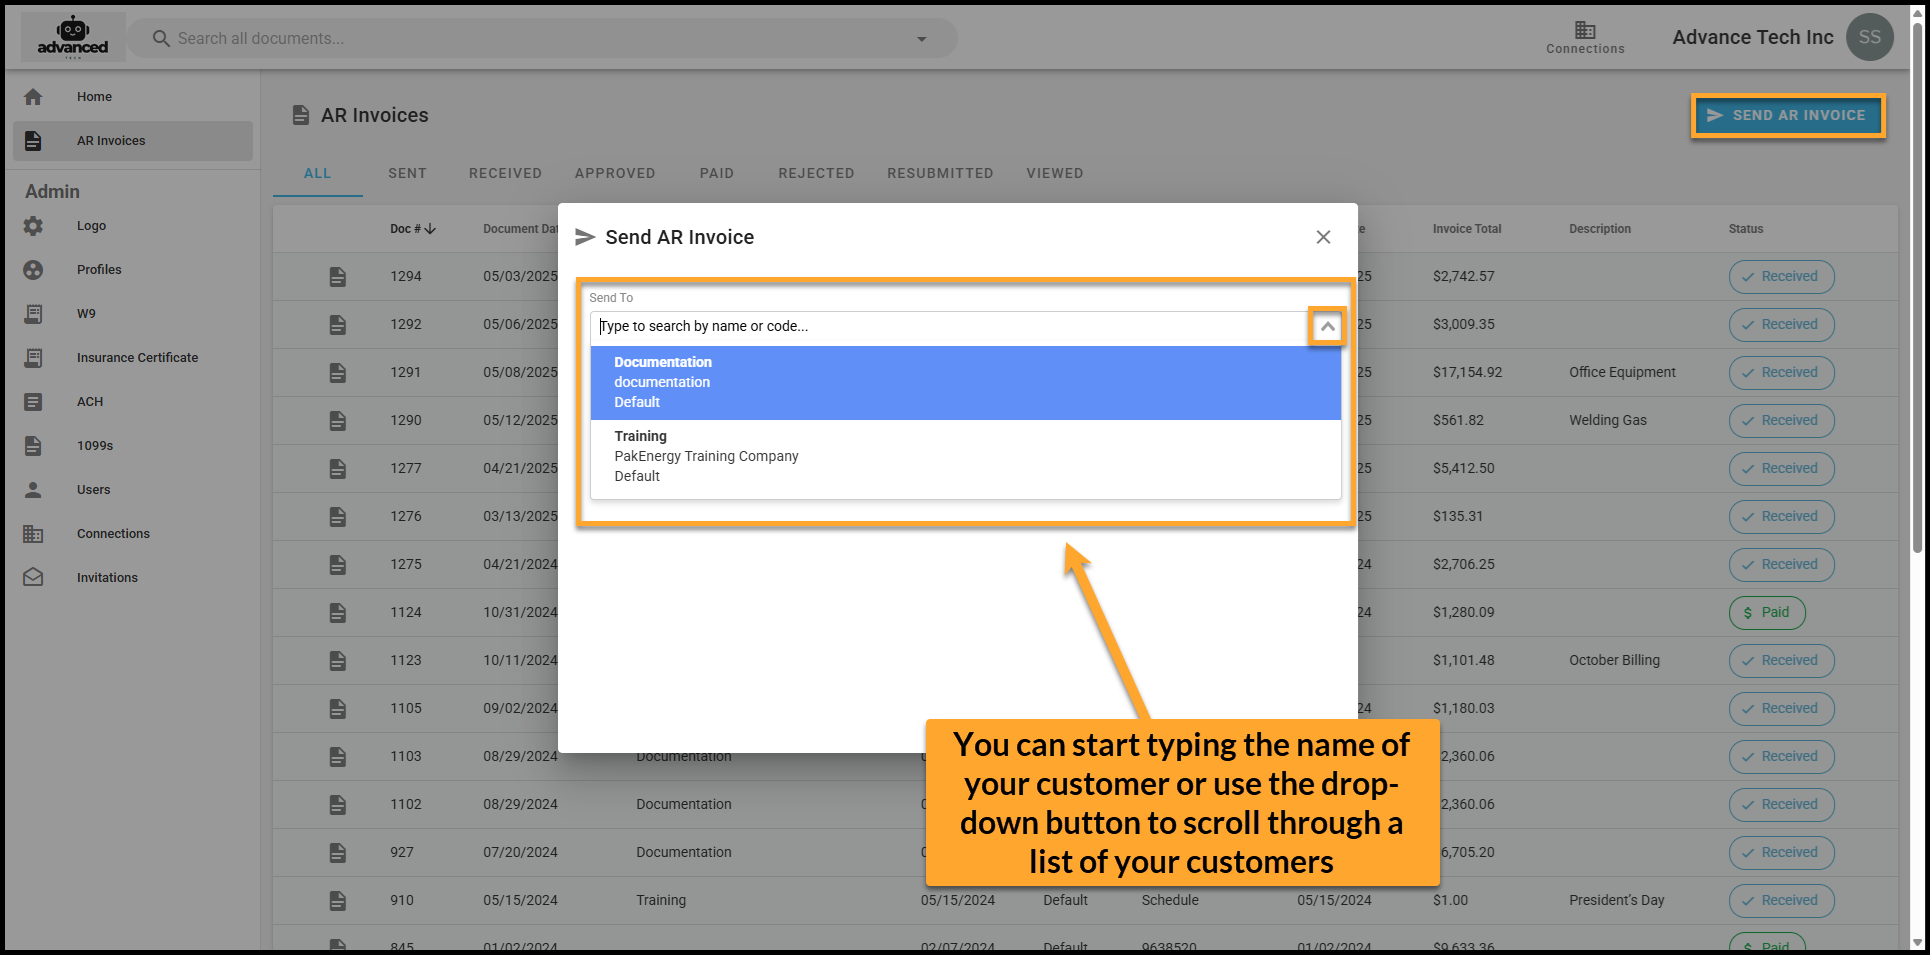 advanced
TECH
Search all documents...
Connections
Advance Tech Inc
SS
Home
AR Invoices
Admin
Logo
Profiles
W9
Insurance Certificate
ACH
1099s
Users
Connections
Invitations
AR Invoices
SEND AR INVOICE
ALL SENT RECEIVED APPROVED PAID REJECTED RESUBMITTED VIEWED
Doc # Document Dat e Invoice Total Description Status
1294 05/03/2025 25 $2,742.57 Received
1292 05/06/2025 25 $3,009.35 Received
1291 05/08/2025 25 $17,154.92 Office Equipment Received
1290 05/12/2025 25 $561.82 Welding Gas Received
1277 04/21/2025 25 $5,412.50 Received
1276 03/13/2025 25 $135.31 Received
1275 04/21/2024 24 $2,706.25 Received
1124 10/31/2024 24 $1,280.09 $ Paid
1123 10/11/2024 $1,101.48 October Billing Received
1105 09/02/2024 24 $1,180.03 Received
1103 08/29/2024 Documentation 2,360.06 Received
1102 08/29/2024 Documentation 2,360.06 Received
927 07/20/2024 Documentation 6,705.20 Received
910 05/15/2024 Training 05/15/2024 Default Schedule 05/15/2024 $1.00 President's Day Received
845 01/02/2024 02/07/2024 Default 9638520 01/02/2024 $9,633.36 $ Paid
Send AR Invoice
Send To
Type to search by name or code...
Documentation
documentation
Default
Training
PakEnergy Training Company
Default
You can start typing the name of
your customer or use the drop-
down button to scroll through a
list of your customers